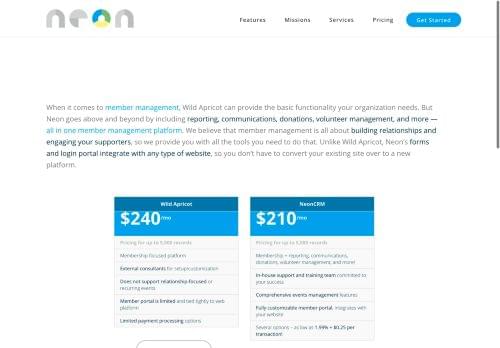 neon
Features Missions Services Pricing Get Started
When it comes to member management, Wild Apricot can provide the basic functionality your organization needs. But
Neon goes above and beyond by including reporting, communications, donations, volunteer management, and more —
all in one member management platform. We believe that member management is all about building relationships and
engaging your supporters, so we provide you with all the tools you need to do that. Unlike Wild Apricot, Neon's forms
and login portal integrate with any type of website, so you don't have to convert your existing site over to a new
platform.
Wild Apricot
$240/mo
Pricing for up to 5,000 records
Membership focused platform
External consultants for setup/customization
Does not support relationship-focused or
recurring events
Member portal is limited and tied tightly to web
platform
Limited payment processing options
NeonCRM
$210/mo
Pricing for up to 5,000 records
Membership + reporting, communications,
donations, volunteer management, and more!
In-house support and training team committed to
your success
Comprehensive events management features
Fully customizable member portal, integrates with
your website
Several options – as low as 1.99% + $0.25 per
transaction!